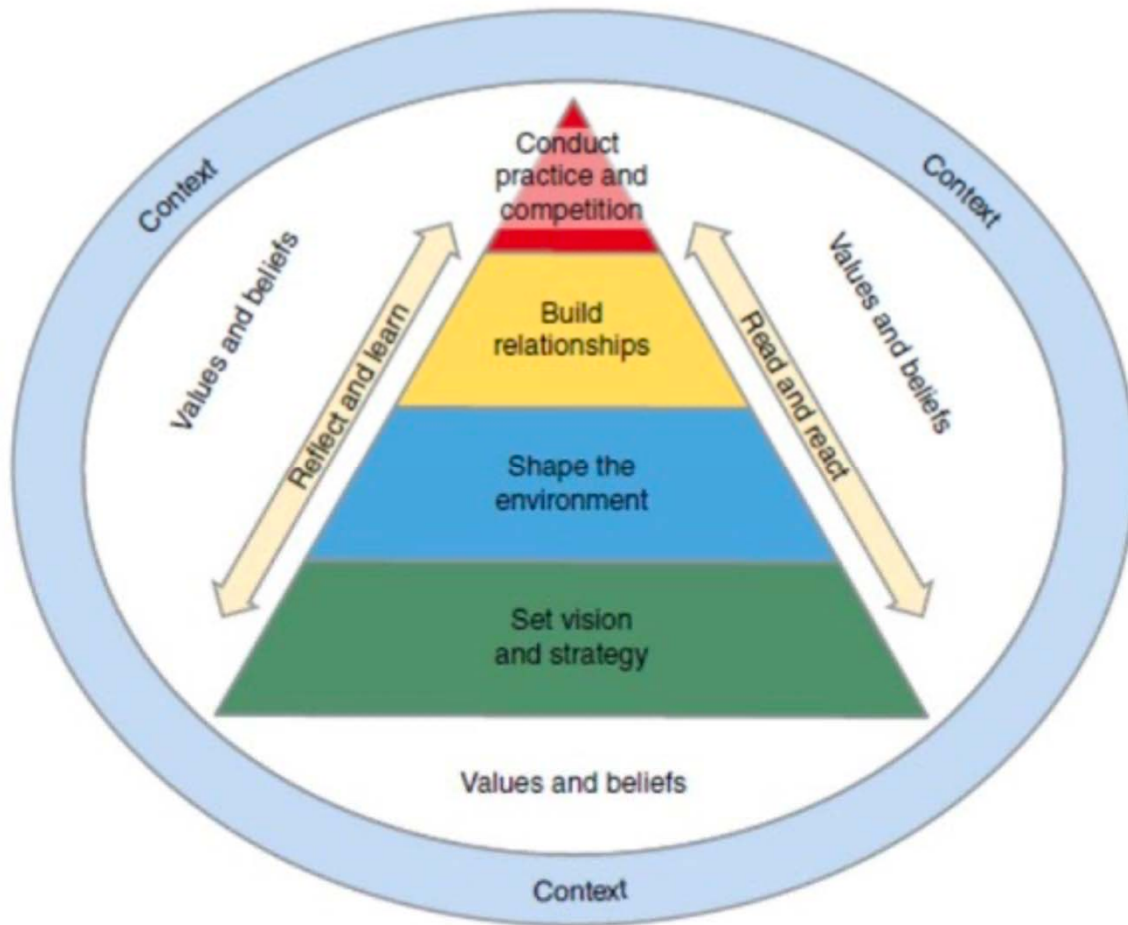 Context
Context
Values and beliefs
Values and beliefs
Conduct
practice and
competition
Reflect and learn
Read and react
Build
relationships
Shape the
environment
Set vision
and strategy
Values and beliefs
Context